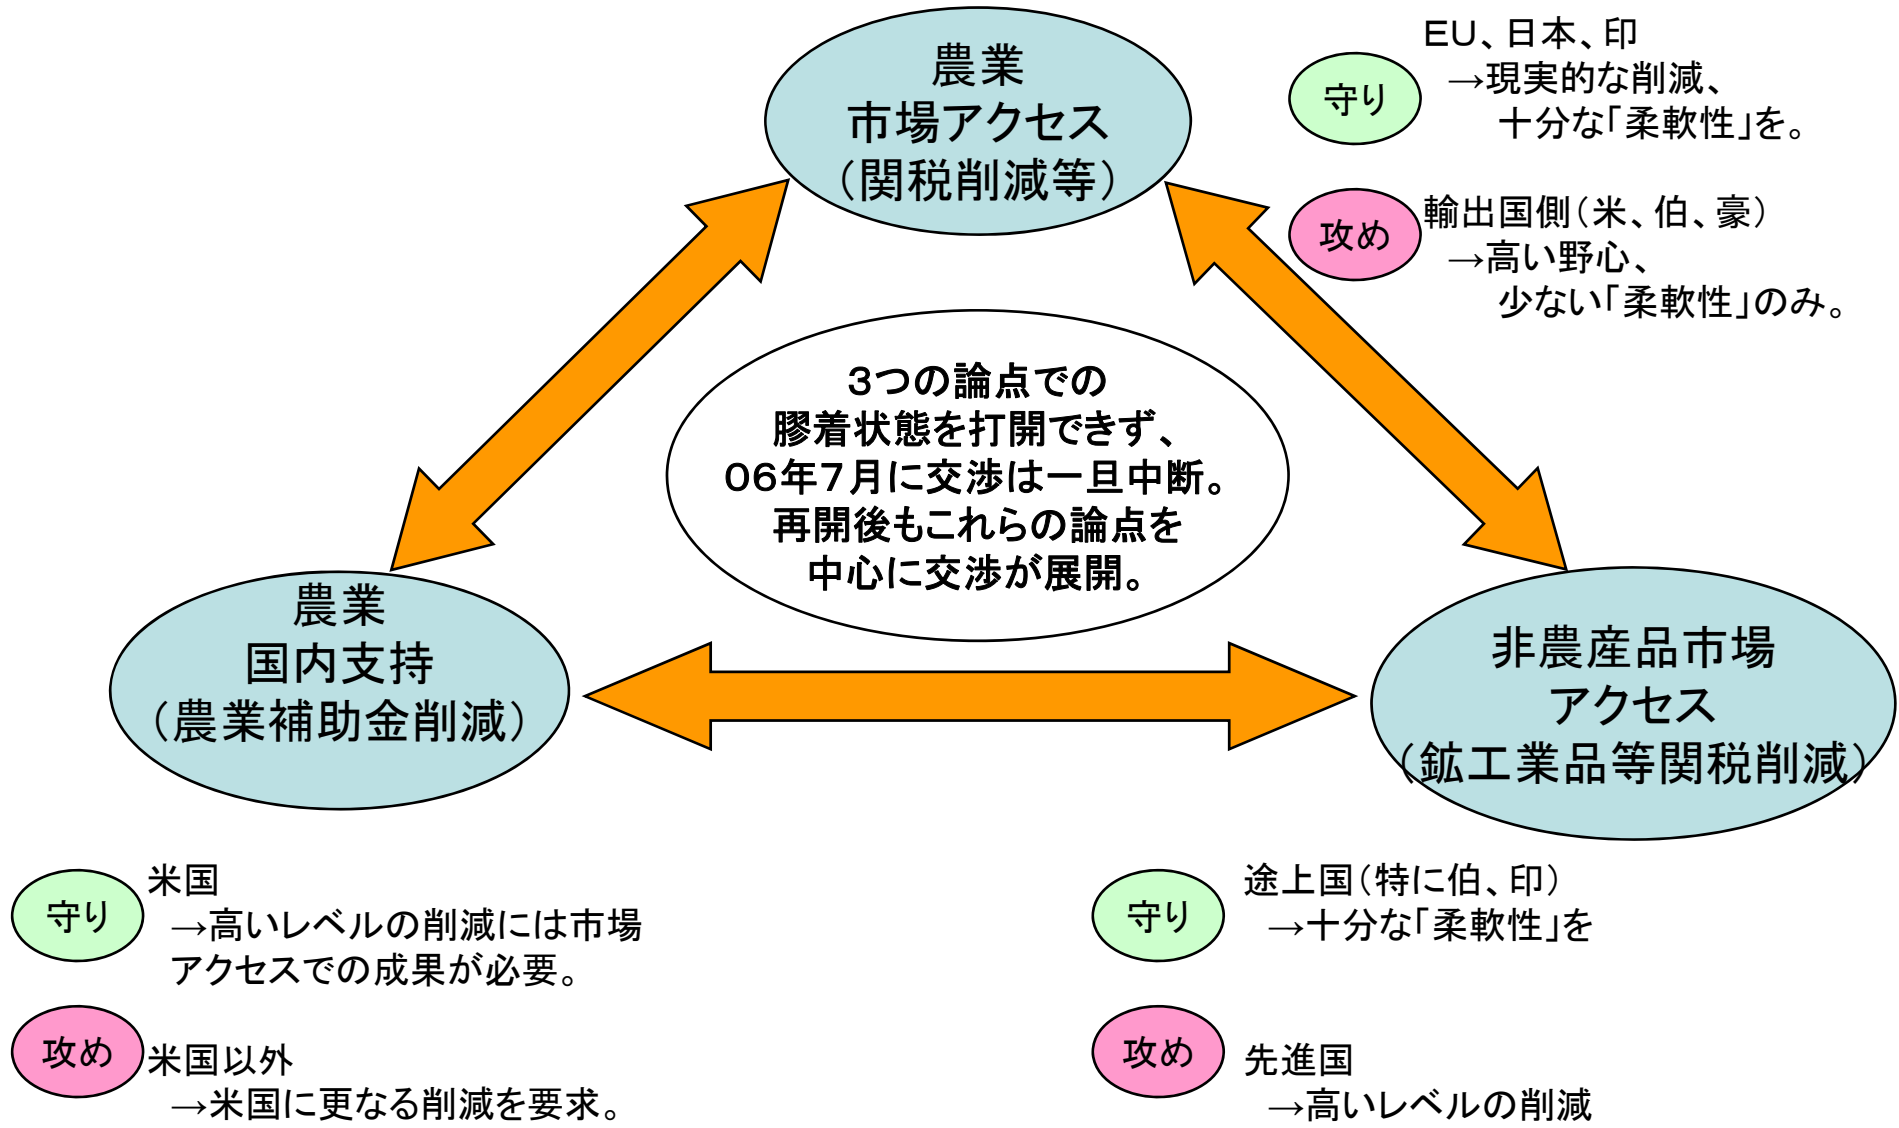 農業
市場アクセス
（関税削減等）
守り
ＥＵ、日本、印
→現実的な削減、
十分な「柔軟性」を。
攻め
輸出国側（米、伯、豪）
→高い野心、
少ない「柔軟性」のみ。
３つの論点での
膠着状態を打開できず、
０６年７月に交渉は一旦中断。
再開後もこれらの論点を
中心に交渉が展開。
農業
国内支持
（農業補助金削減）
非農産品市場
アクセス
（鉱工業品等関税削減）
守り
米国
→高いレベルの削減には市場
アクセスでの成果が必要。
攻め
米国以外
→米国に更なる削減を要求。
守り
途上国（特に伯、印）
→十分な「柔軟性」を
攻め
先進国
→高いレベルの削減